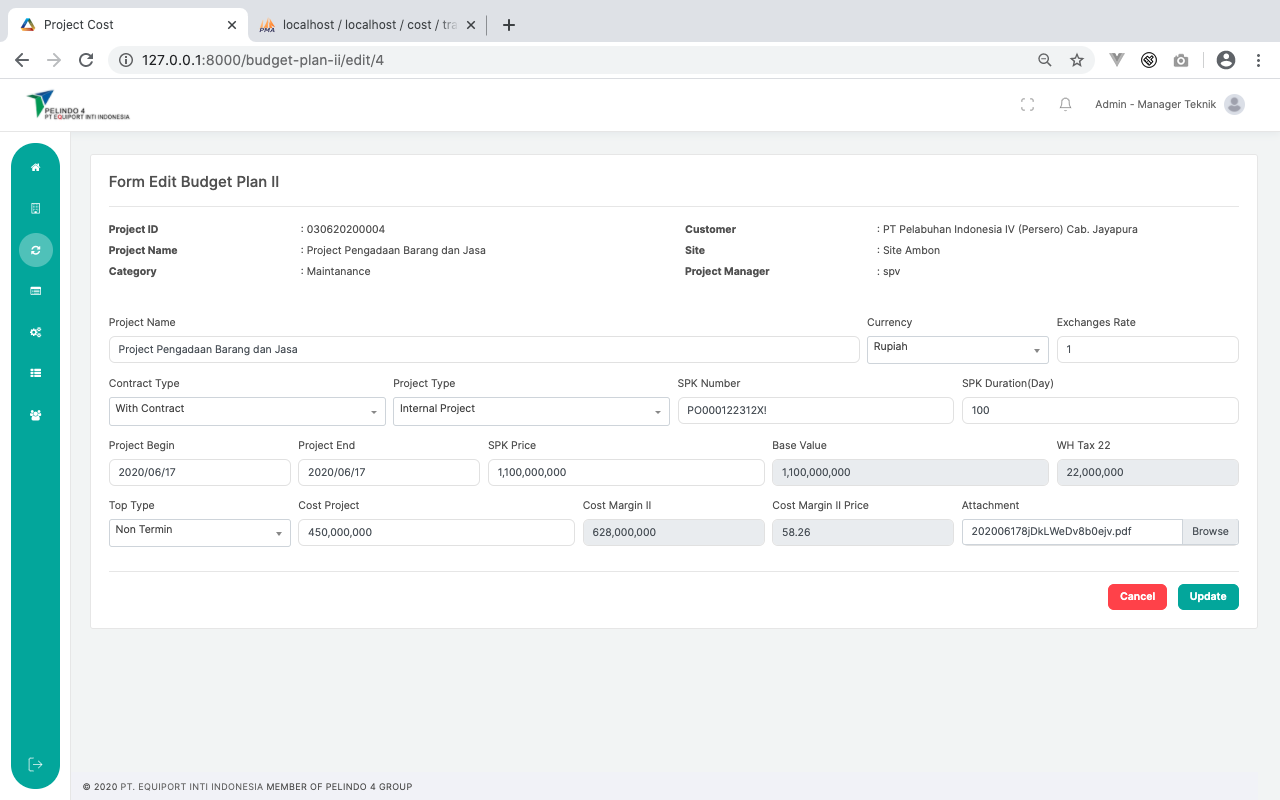 Project Cost
localhost / localhost / cost / tra
127.0.0.1:8000/budget-plan-ii/edit/4
PELINDO 4
PT EQUIPORT INTI INDONESIA
Admin - Manager Teknik
Form Edit Budget Plan II
Project ID : 030620200004 Customer : PT Pelabuhan Indonesia IV (Persero) Cab. Jayapura
Project Name : Project Pengadaan Barang dan Jasa Site : Site Ambon
Category : Maintanance Project Manager : spv
Project Name Currency Exchanges Rate
Project Pengadaan Barang dan Jasa Rupiah 1
Contract Type Project Type SPK Number SPK Duration(Day)
With Contract Internal Project PO000122312X! 100
Project Begin Project End SPK Price Base Value WH Tax 22
2020/06/17 2020/06/17 1,100,000,000 1,100,000,000 22,000,000
Top Type Cost Project Cost Margin II Cost Margin II Price Attachment
Non Termin 450,000,000 628,000,000 58.26 202006178jDkLWeDv8b0ejv.pdf Browse
Cancel Update
© 2020 PT. EQUIPORT INTI INDONESIA MEMBER OF PELINDO 4 GROUP